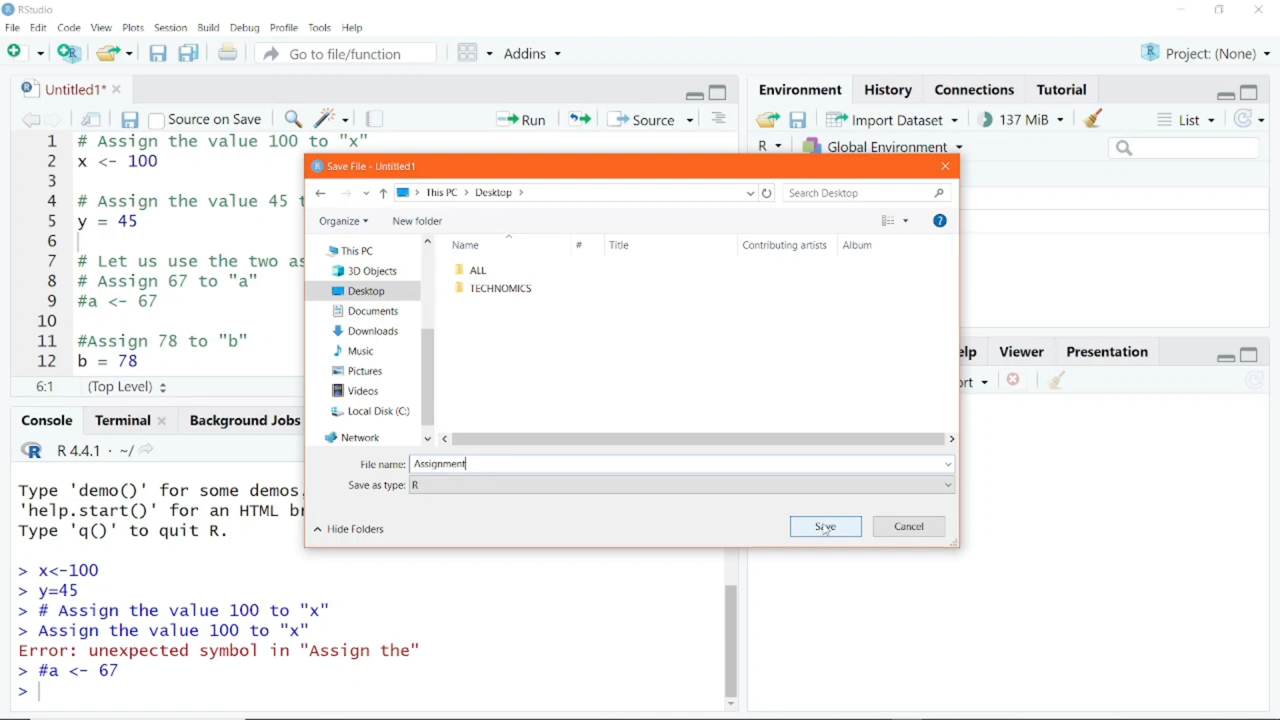 RStudio
File Edit Code View Plots Session Build Debug Profile Tools Help
Go to file/function Addins Project: (None)
Untitled1*
Source on Save Run Source
1 # Assign the value 100 to "x"
2 x <- 100
3
4 # Assign the value 45 t
5 y = 45
6
7 # Let us use the two as
8 # Assign 67 to "a"
9 #a <- 67
10
11 #Assign 78 to "b"
12 b = 78
6:1 (Top Level)
Console Terminal Background Jobs
R 4.4.1 · ~/
Type 'demo()' for some demos,
'help.start()' for an HTML br
Type 'q()' to quit R.
> x<-100
> y=45
> # Assign the value 100 to "x"
> Assign the value 100 to "x"
Error: unexpected symbol in "Assign the"
> #a <- 67
>
Environment History Connections Tutorial
Import Dataset 137 MiB List
R Global Environment
elp Viewer Presentation
ort
Save File - Untitled1
This PC > Desktop >
Search Desktop
Organize New folder
This PC
3D Objects
Desktop
Documents
Downloads
Music
Pictures
Videos
Local Disk (C:)
Network
Name # Title Contributing artists Album
ALL
TECHNOMICS
File name: Assignment
Save as type: R
Hide Folders Save Cancel